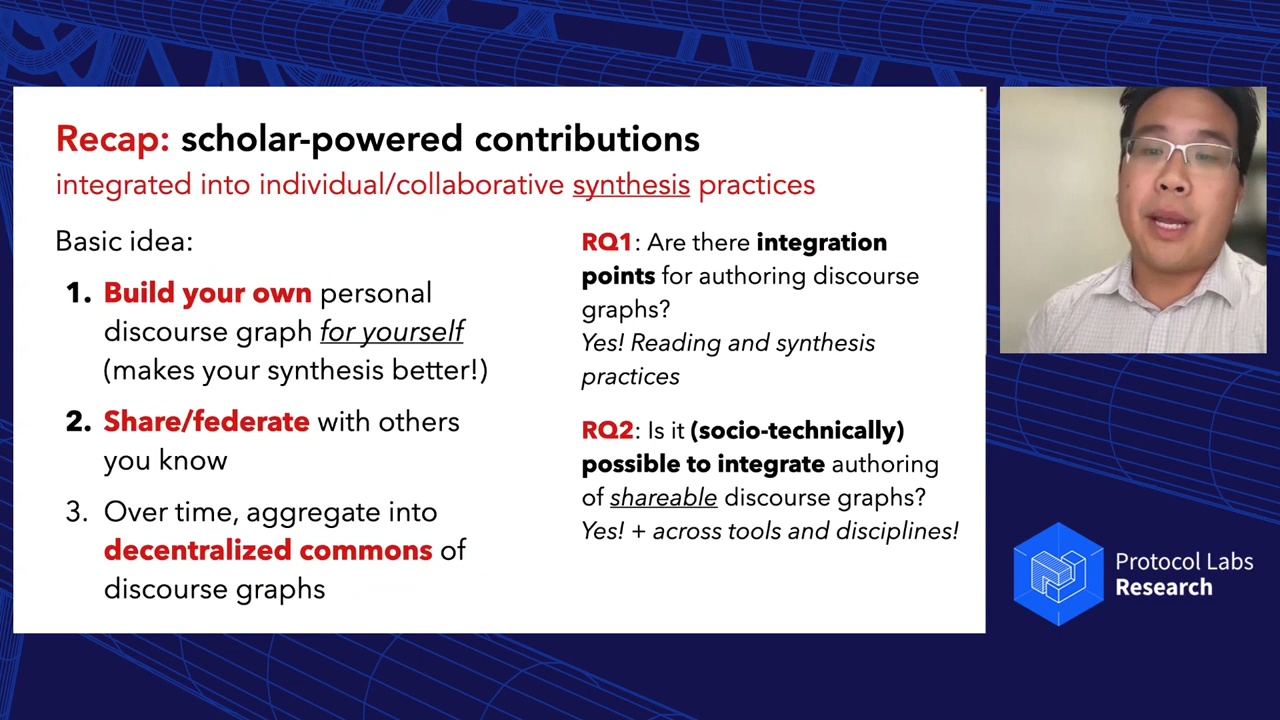 Recap: scholar-powered contributions
integrated into individual/collaborative synthesis practices
Basic idea:
1. Build your own personal
discourse graph for yourself
(makes your synthesis better!)
2. Share/federate with others
you know
3. Over time, aggregate into
decentralized commons of
discourse graphs
RQ1: Are there integration
points for authoring discourse
graphs?
Yes! Reading and synthesis
practices
RQ2: Is it (socio-technically)
possible to integrate authoring
of shareable discourse graphs?
Yes! + across tools and disciplines!
Protocol Labs
Research